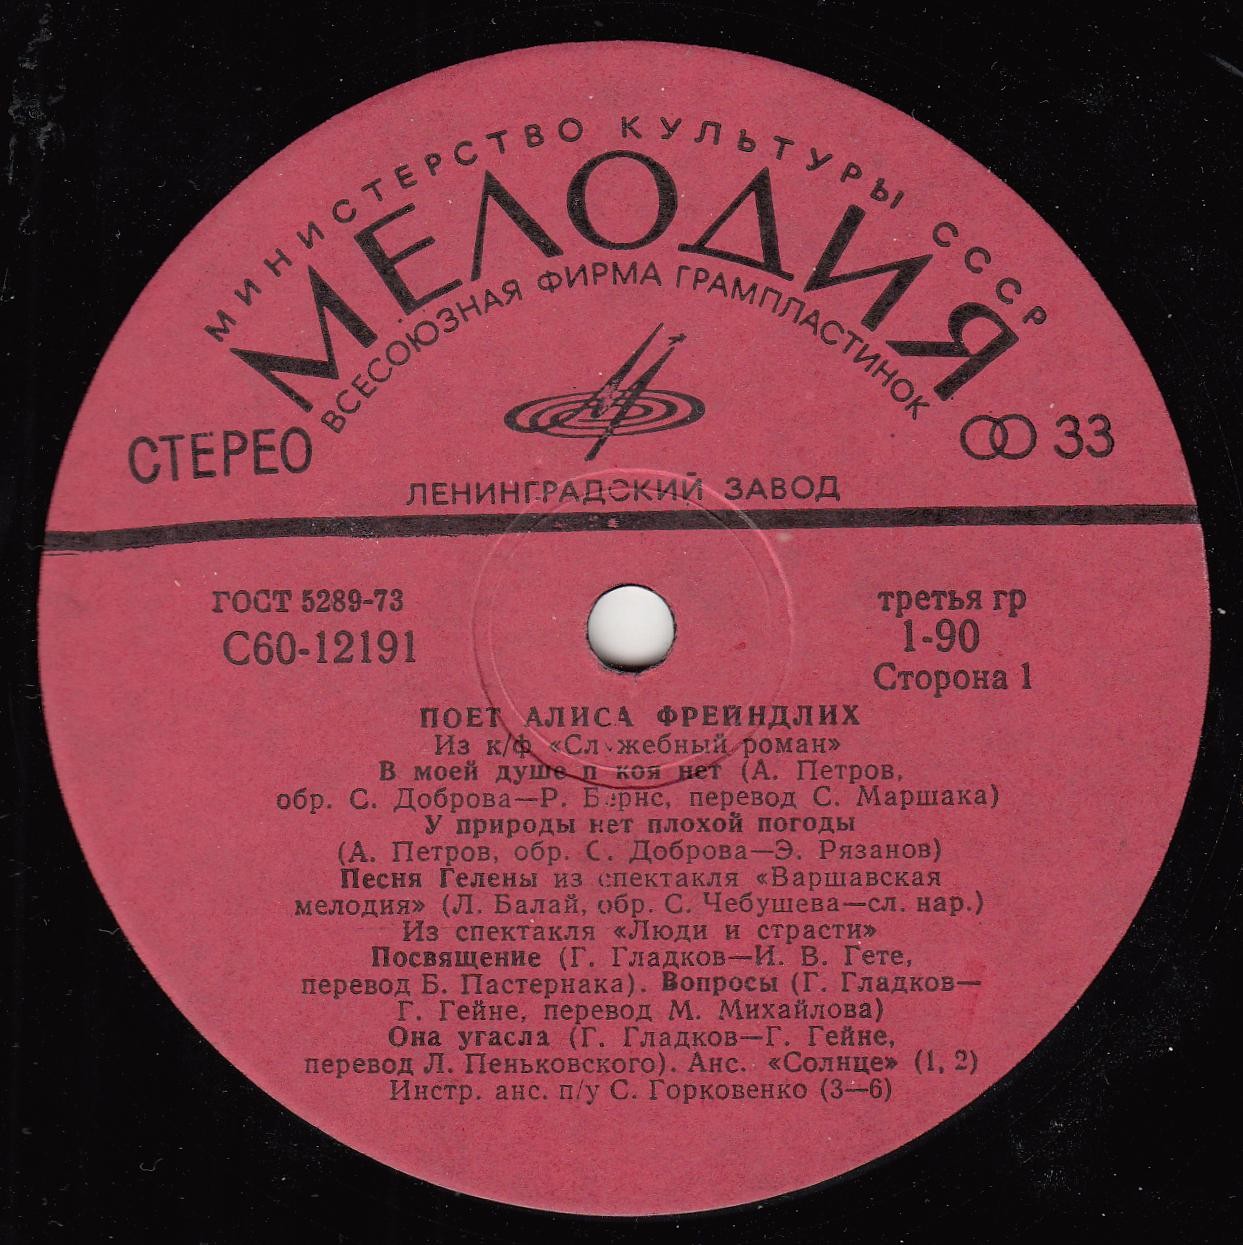 МИНИСТЕРСТВО КУЛЬТУРЫ СССР
МЕЛОДИЯ
ВСЕСОЮЗНАЯ ФИРМА ГРАМПЛАСТИНОК
СТЕРЕО
33
ЛЕНИНГРАДСКИЙ ЗАВОД
ГОСТ 5289-73
С60-12191
третья гр
1-90
Сторона 1
ПОЕТ АЛИСА ФРЕЙНДЛИХ
Из к/ф «Служебный роман»
В моей душе покоя нет (А. Петров,
обр. С. Доброва—Р. Бернс, перевод С. Маршака)
У природы нет плохой погоды
(А. Петров, обр. С. Доброва—Э. Рязанов)
Песня Гелены из спектакля «Варшавская
мелодия» (Л. Балай, обр. С. Чебушева—сл. нар.)
Из спектакля «Люди и страсти»
Посвящение (Г. Гладков—И. В. Гете,
перевод Б. Пастернака). Вопросы (Г. Гладков—
Г. Гейне, перевод М. Михайлова)
Она угасла (Г. Гладков—Г. Гейне,
перевод Л. Пеньковского). Анс. «Солнце» (1, 2)
Инстр. анс. п/у С. Горковенко (3—6)